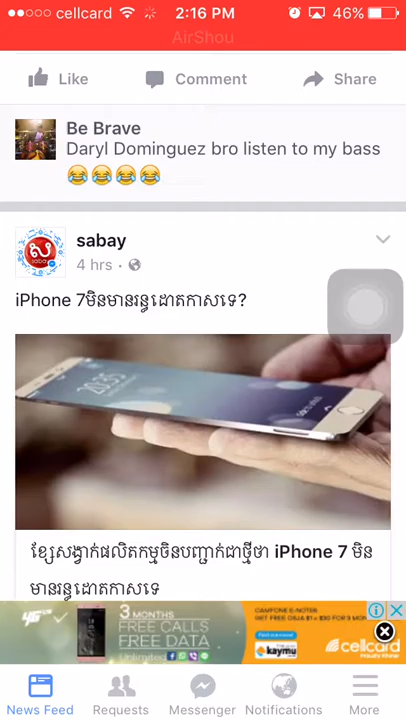 cellcard 2:16 PM 46%
AirShou
Like Comment Share
Be Brave
Daryl Dominguez bro listen to my bass
😂😂😂😂
sabay
4 hrs ·
iPhone 7មិនមានរន្ធដោតកាសទេ?
20:35
ខ្សែសង្វាក់ផលិតកម្មចិនបញ្ជាក់ជាថ្មីថា iPhone 7 មិន
មានរន្ធដោតកាសទេ
3 MONTHS
FREE CALLS
FREE DATA
Unlimited
kaymu
cellcard
News Feed Requests Messenger Notifications More